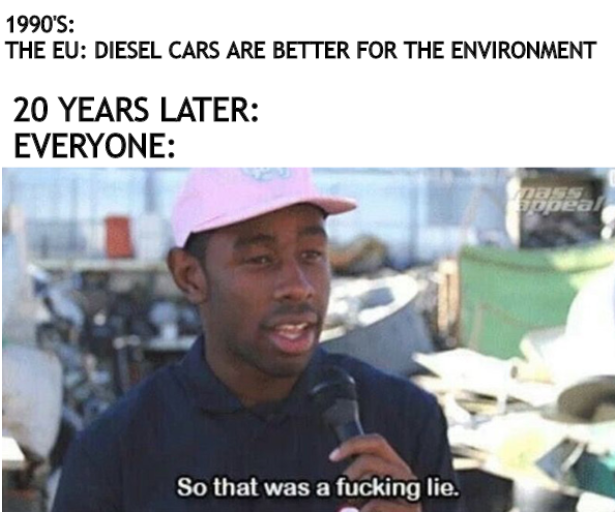 1990'S:
THE EU: DIESEL CARS ARE BETTER FOR THE ENVIRONMENT
20 YEARS LATER:
EVERYONE:
mass
appeal
So that was a fucking lie.